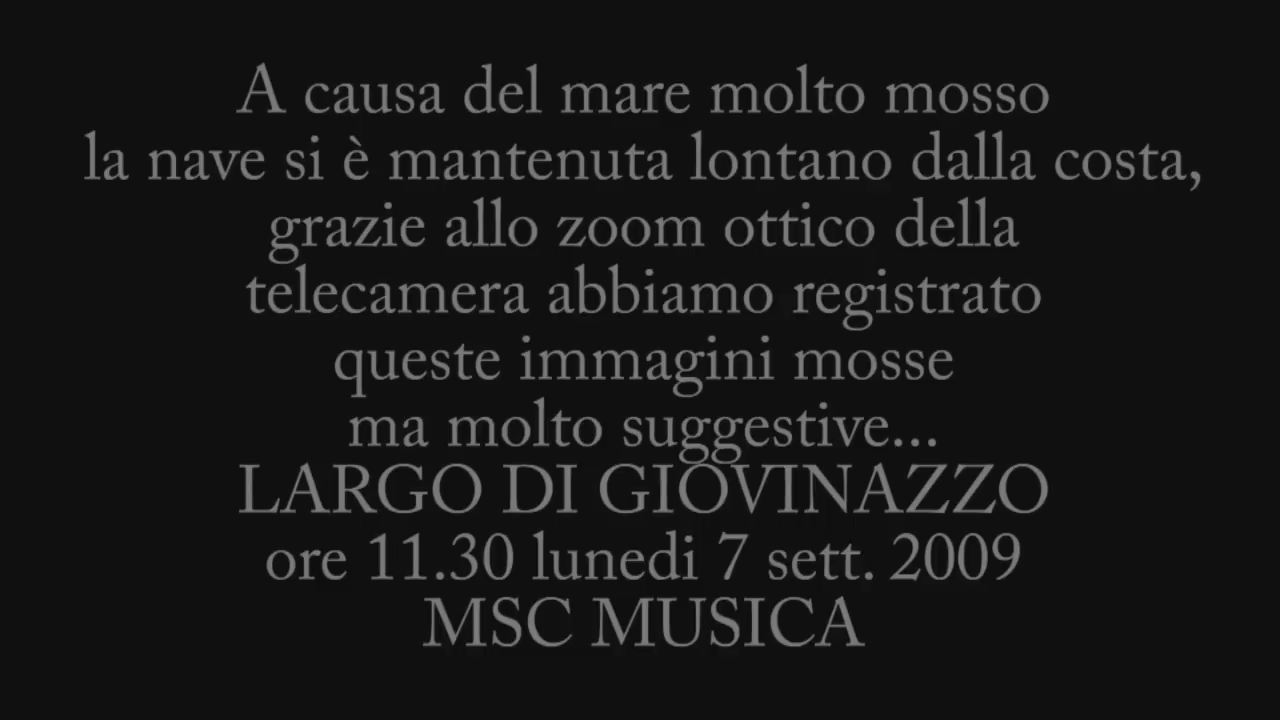 A causa del mare molto mosso
la nave si è mantenuta lontano dalla costa,
grazie allo zoom ottico della
telecamera abbiamo registrato
queste immagini mosse
ma molto suggestive...
LARGO DI GIOVINAZZO
ore 11.30 lunedi 7 sett. 2009
MSC MUSICA